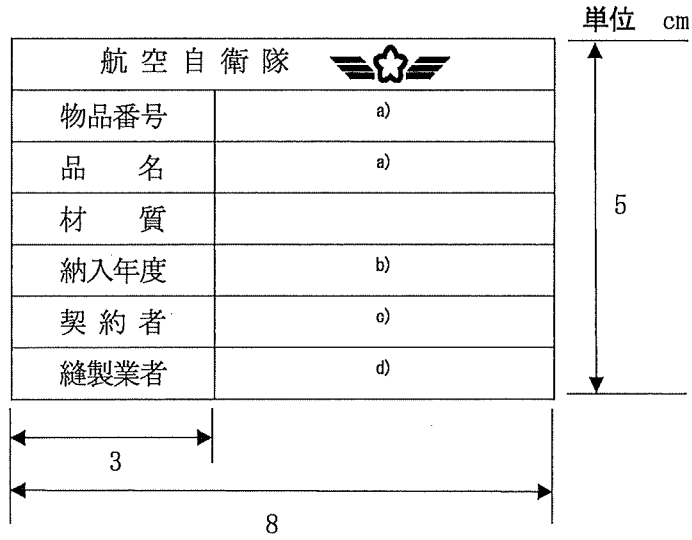 単位 cm
航空自衛隊
物品番号 a)
品名 a)
材質
納入年度 b)
契約者 c)
縫製業者 d)
5
3
8